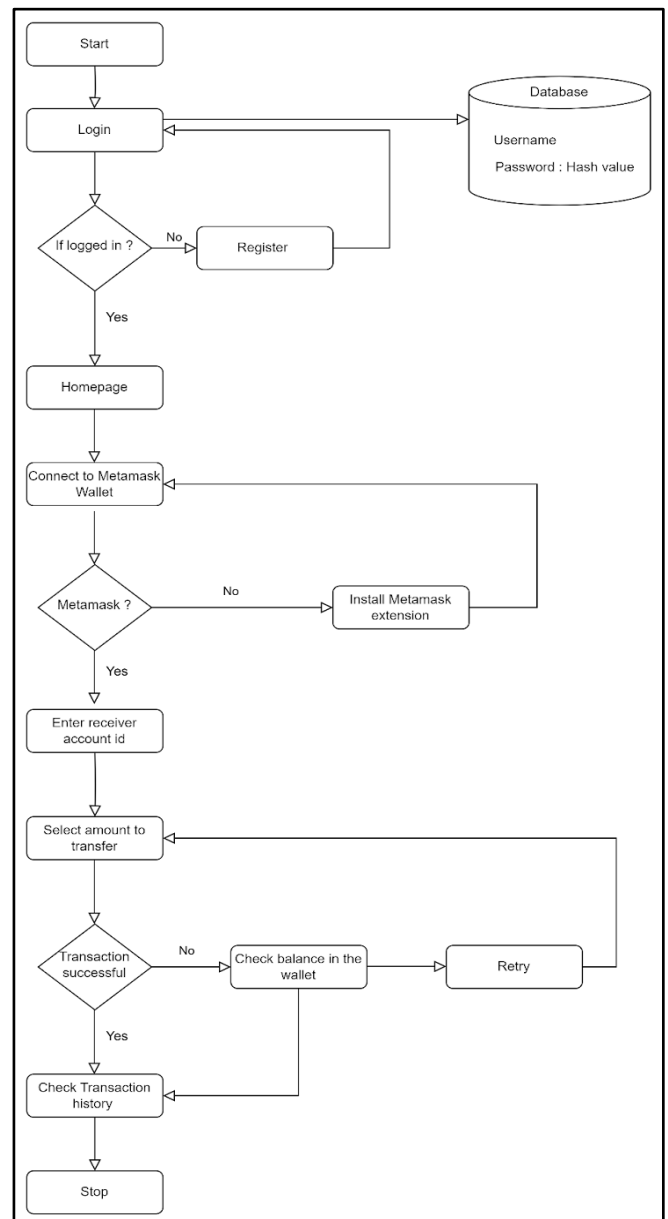 Start
Database
Login
Username
Password : Hash value
If logged in ?
No
Register
Yes
Homepage
Connect to Metamask
Wallet
Metamask ?
No
Install Metamask
extension
Yes
Enter receiver
account id
Select amount to
transfer
Transaction
successful
No
Check balance in the
wallet
Retry
Yes
Check Transaction
history
Stop